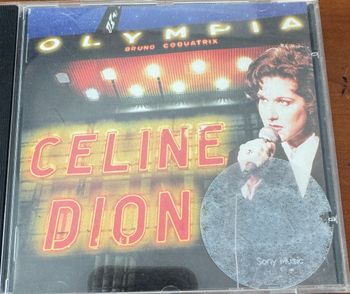 OLYMPIA
BRUNO COQUATRIX
CELINE
DION
Sony Music